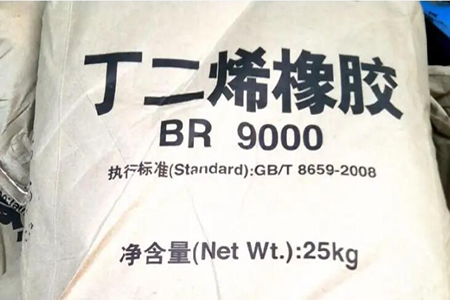 丁二烯橡胶
BR 9000
执行标准(Standard):GB/T 8659-2008
净含量(Net Wt.):25kg